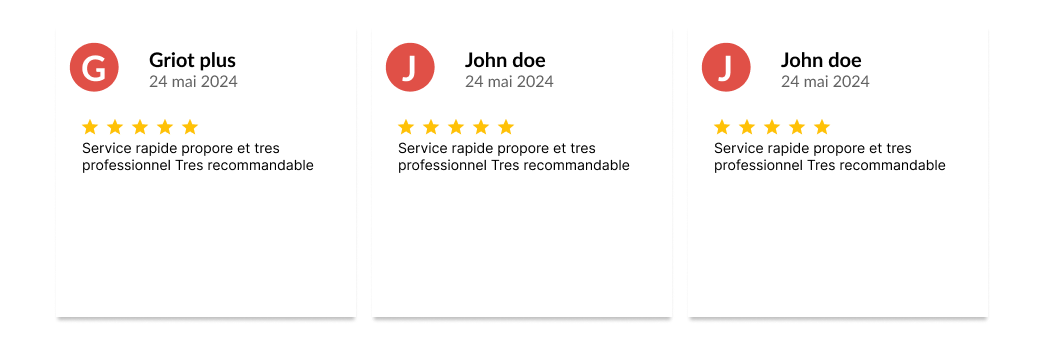 G
Griot plus
24 mai 2024
Service rapide propore et tres
professionnel Tres recommandable
J
John doe
24 mai 2024
Service rapide propore et tres
professionnel Tres recommandable
J
John doe
24 mai 2024
Service rapide propore et tres
professionnel Tres recommandable